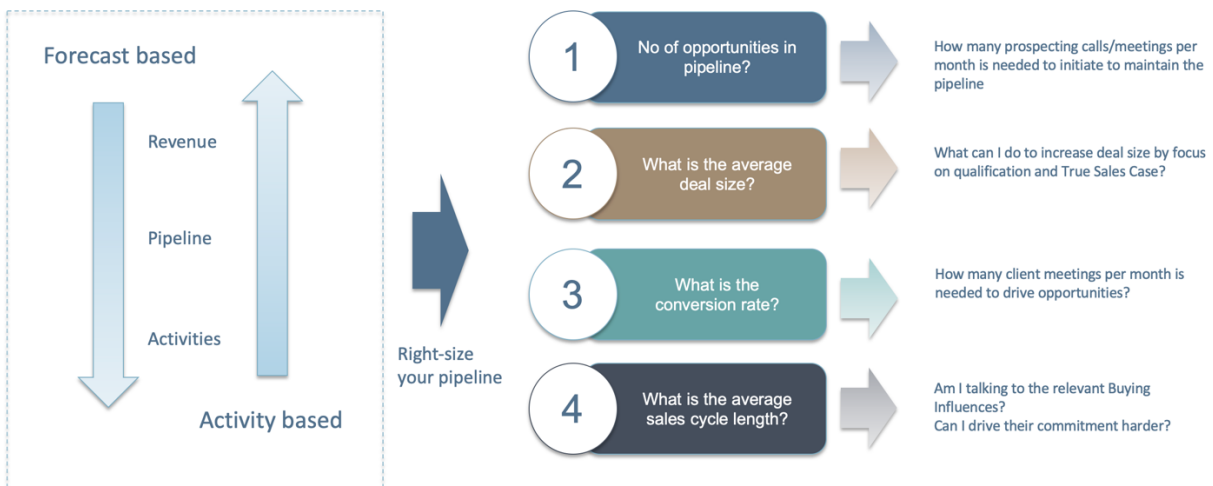 Forecast based
Revenue
Pipeline
Activities
Activity based
Right-size
your pipeline
1
No of opportunities in
pipeline?
How many prospecting calls/meetings per
month is needed to initiate to maintain the
pipeline
2
What is the average
deal size?
What can I do to increase deal size by focus
on qualification and True Sales Case?
3
What is the
conversion rate?
How many client meetings per month is
needed to drive opportunities?
4
What is the average
sales cycle length?
Am I talking to the relevant Buying
Influences?
Can I drive their commitment harder?